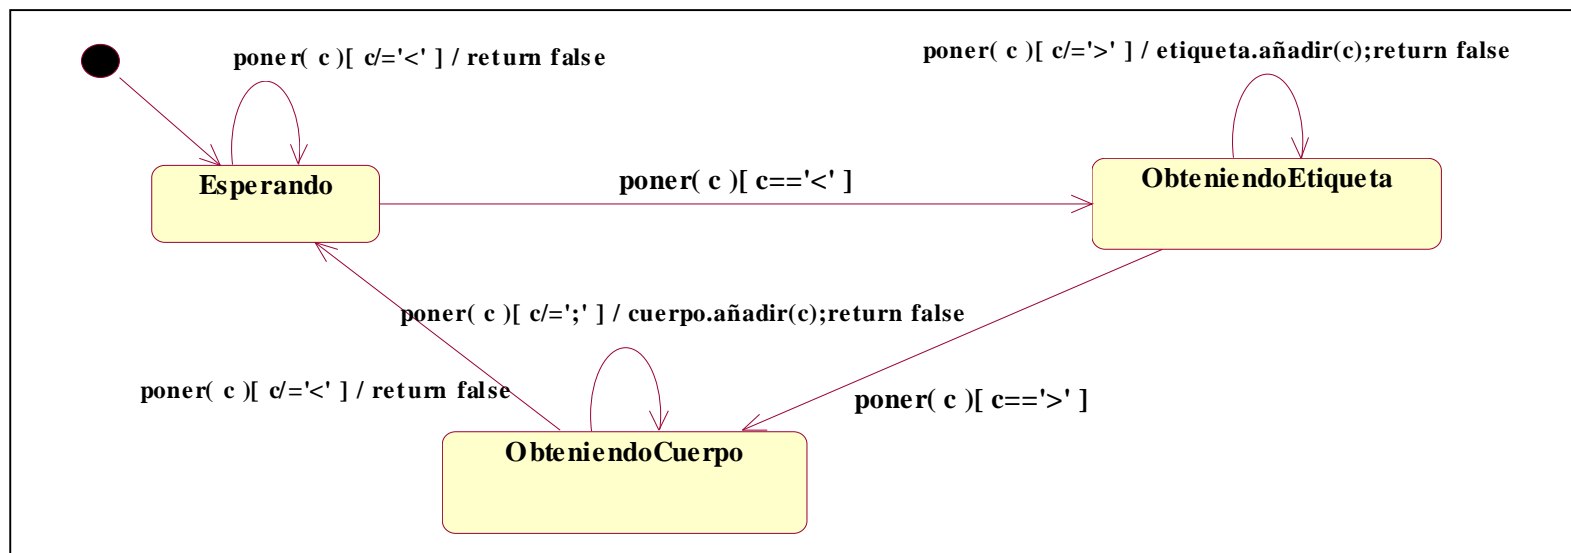 poner( c )[ c/='<' ] / return false
poner( c )[ c/='>' ] / etiqueta.añadir(c);return false
Esperando
poner( c )[ c=='<' ]
ObteniendoEtiqueta
poner( c )[ c/=';' ] / cuerpo.añadir(c);return false
poner( c )[ c/='<' ] / return false
poner( c )[ c=='>' ]
ObteniendoCuerpo